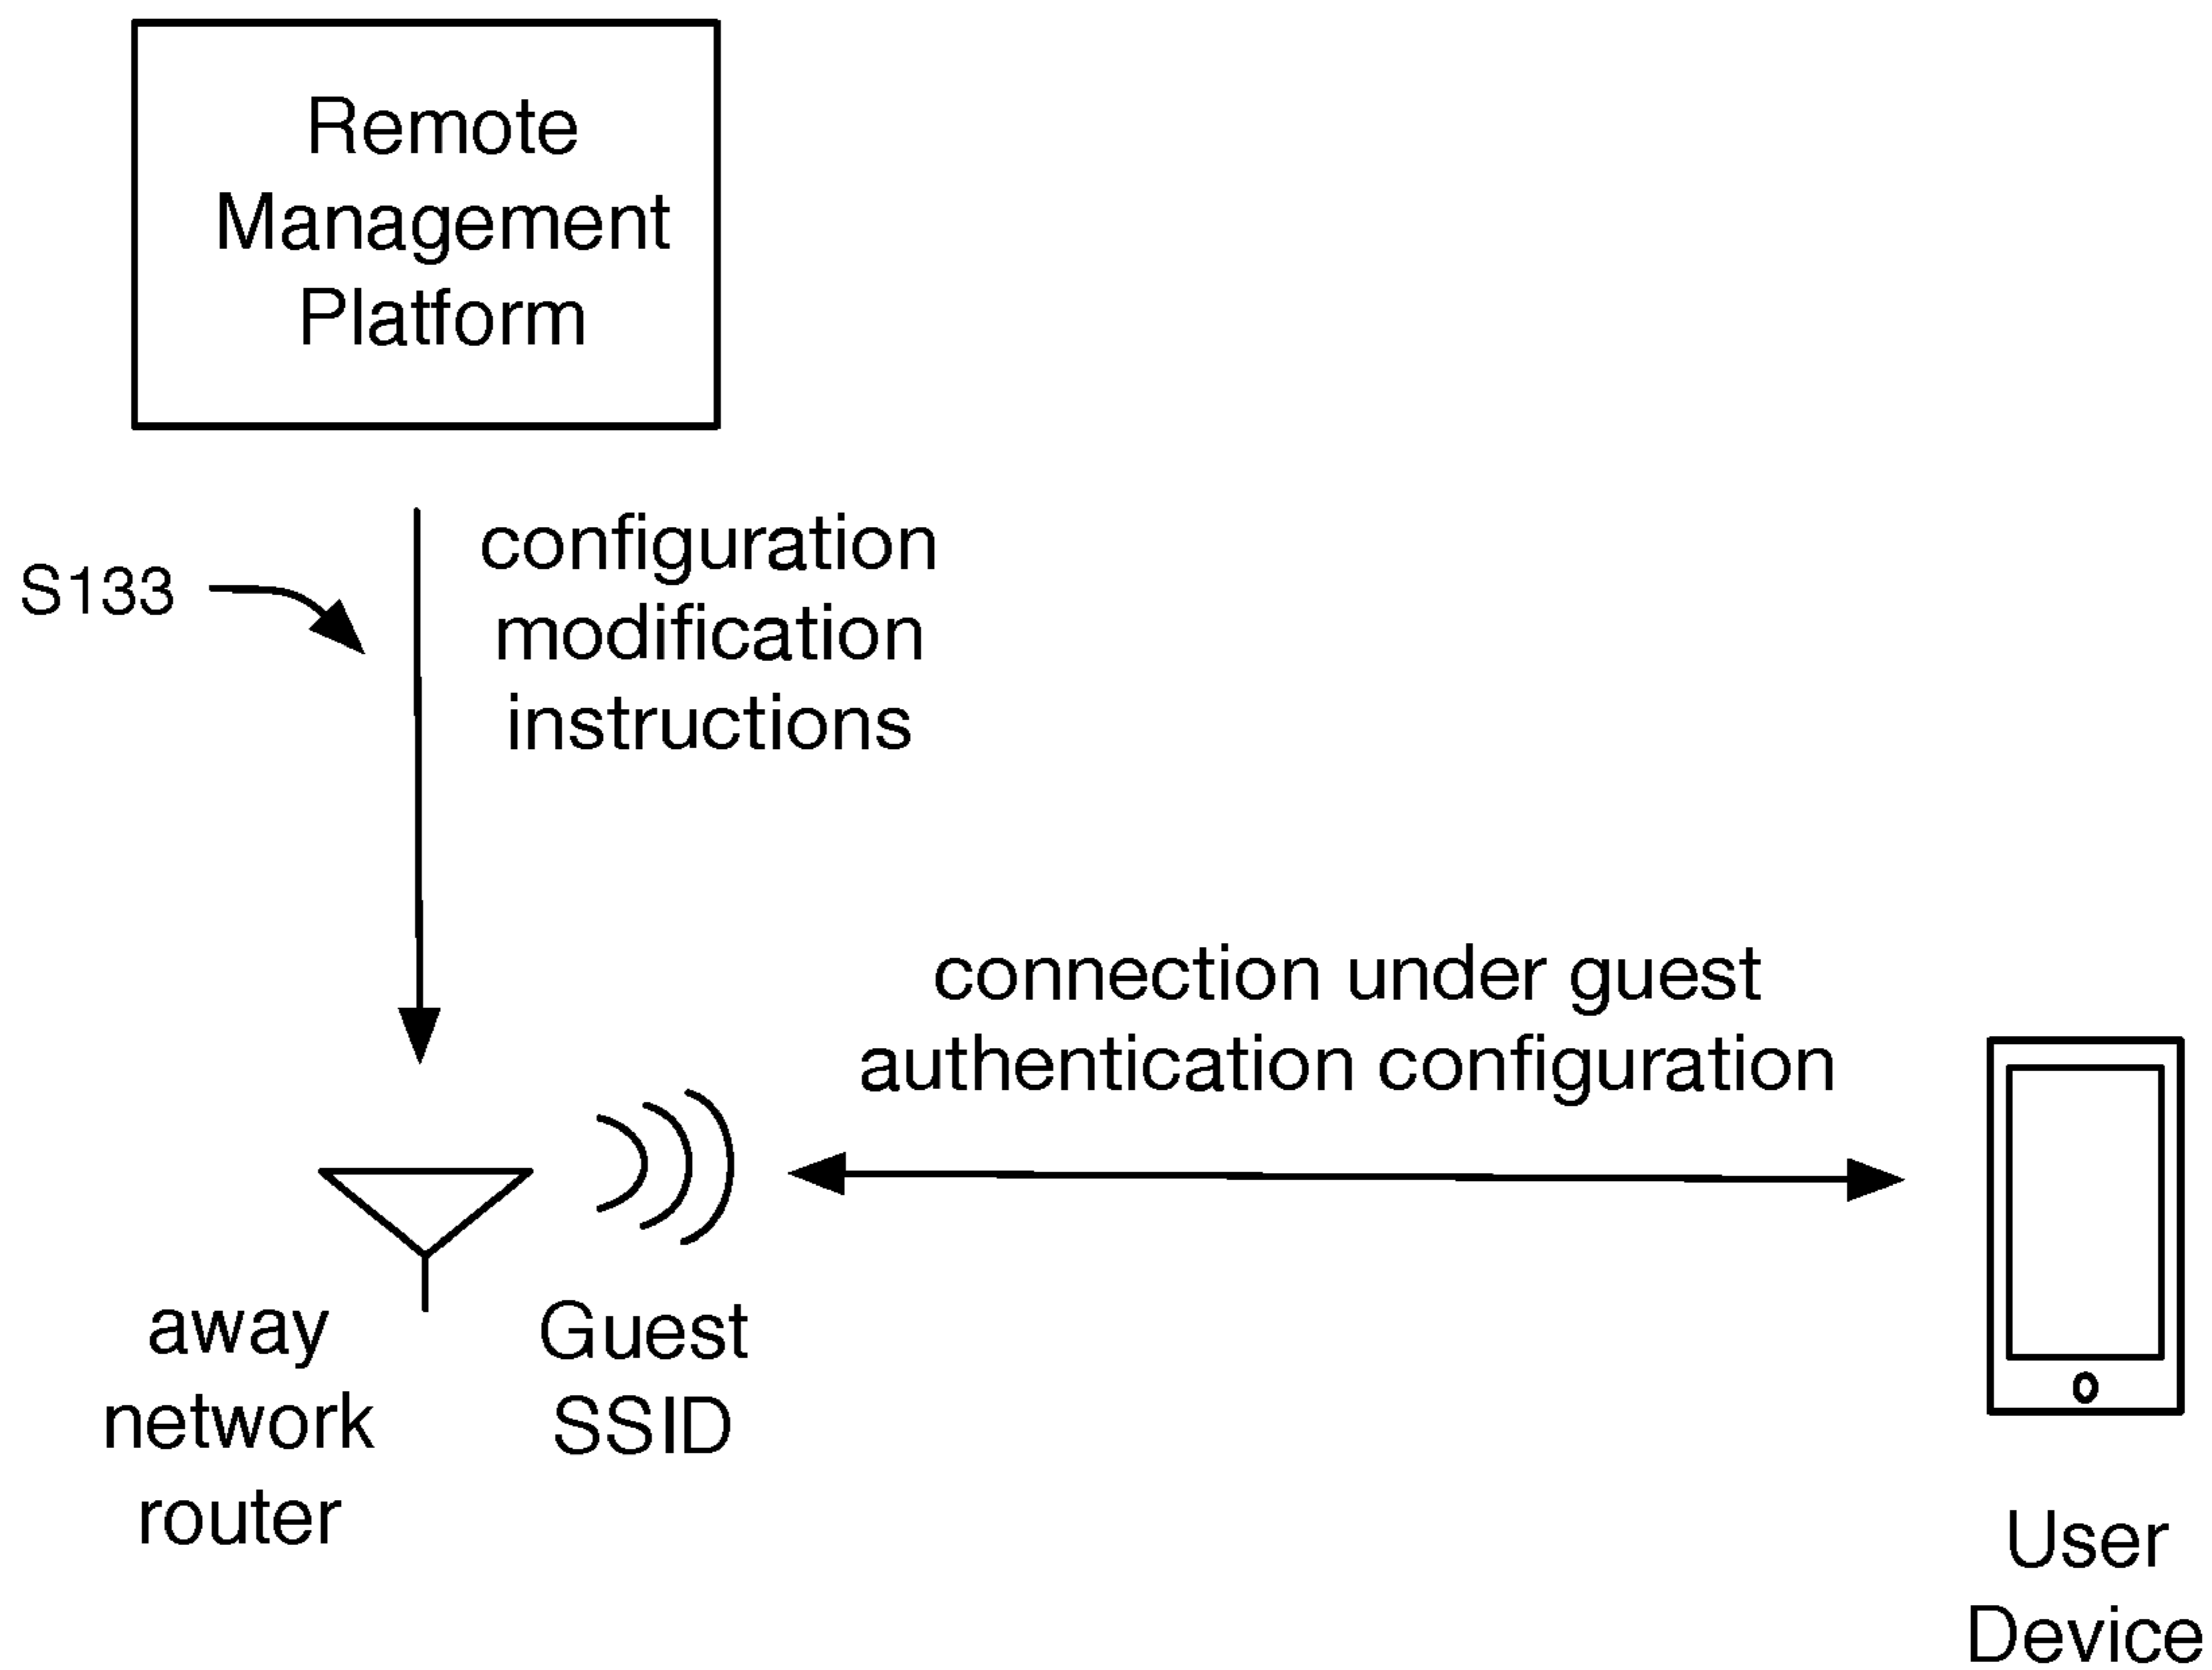 Remote
Management
Platform
S133
configuration
modification
instructions
connection under guest
authentication configuration
away
network
router
Guest
SSID
User
Device